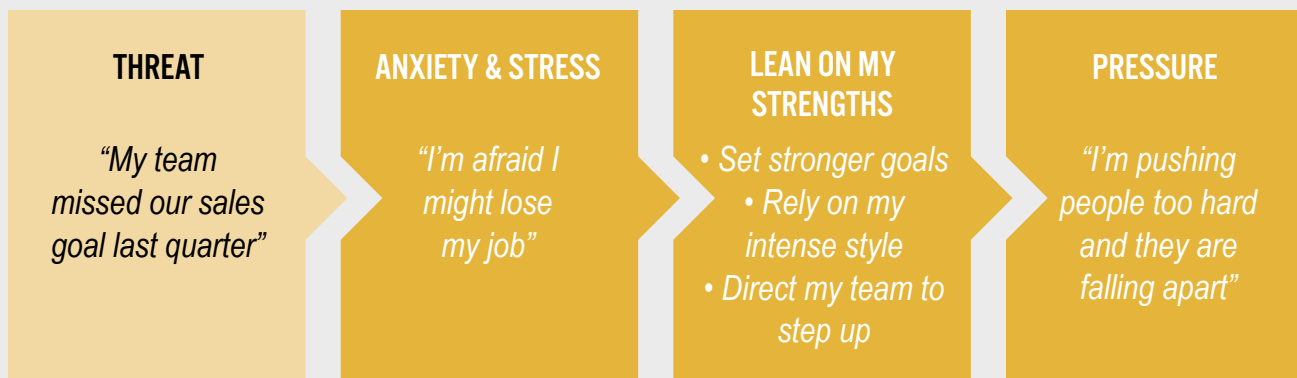 THREAT
“My team
missed our sales
goal last quarter”
ANXIETY & STRESS
“I’m afraid I
might lose
my job”
LEAN ON MY
STRENGTHS
• Set stronger goals
• Rely on my
intense style
• Direct my team to
step up
PRESSURE
“I’m pushing
people too hard
and they are
falling apart”